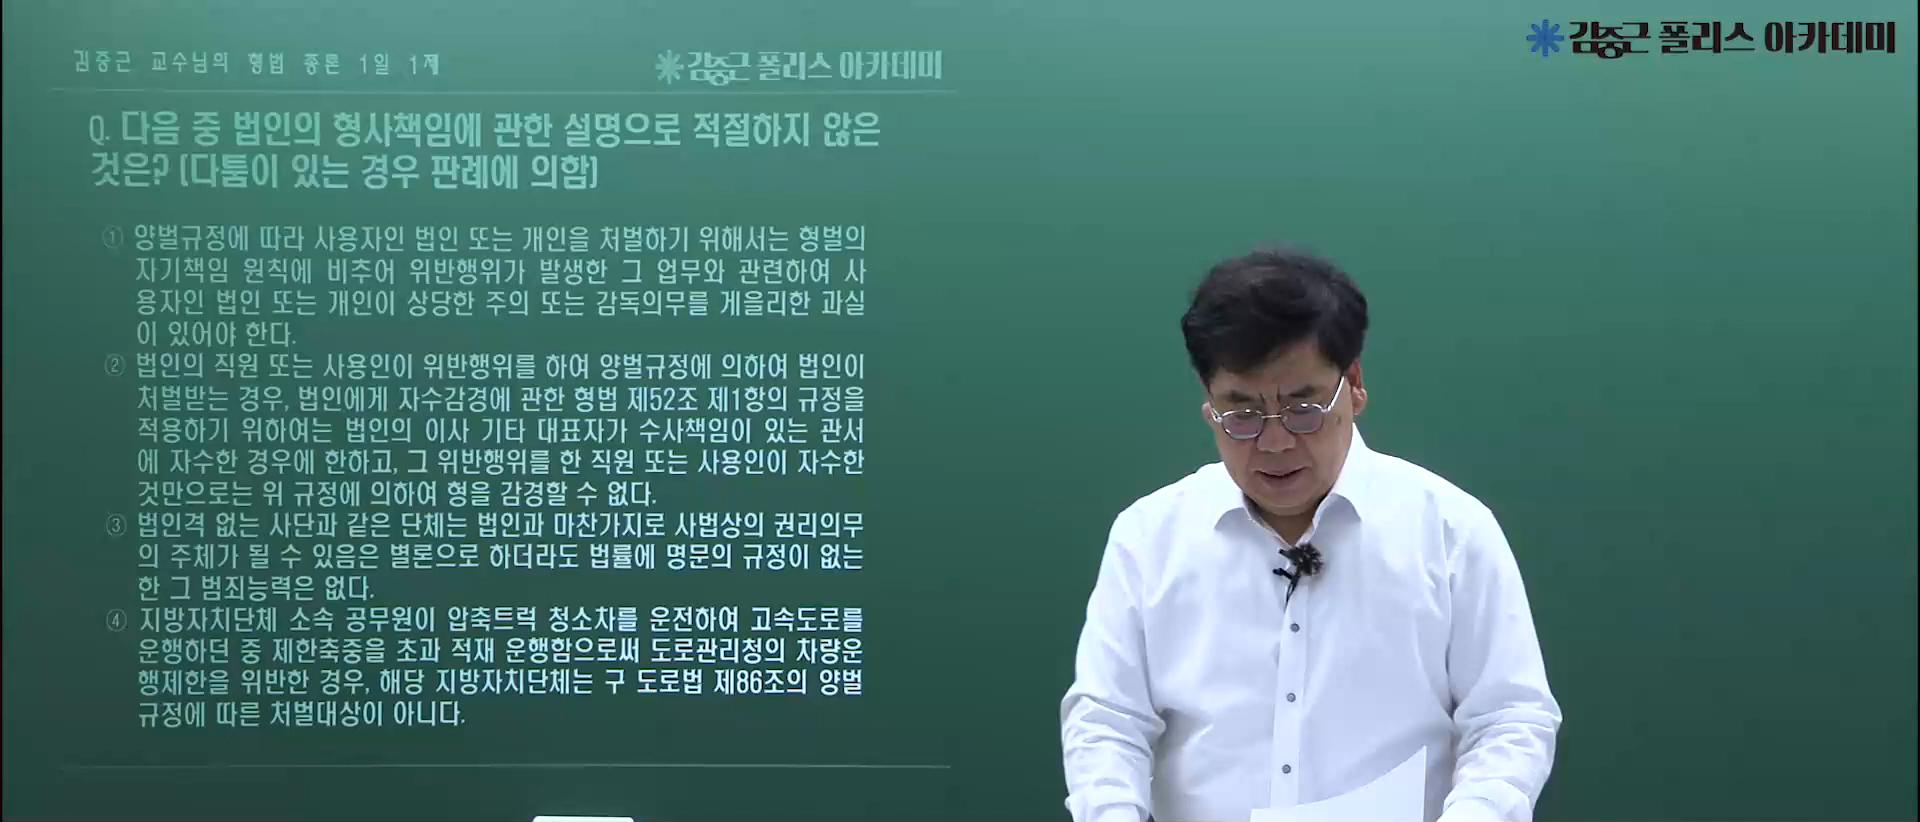 김중근 폴리스 아카데미
김중근 교수님의 형법 총론 1일 1제
김중근 폴리스 아카데미
Q. 다음 중 법인의 형사책임에 관한 설명으로 적절하지 않은
것은? (다툼이 있는 경우 판례에 의함)
① 양벌규정에 따라 사용자인 법인 또는 개인을 처벌하기 위해서는 형벌의
자기책임 원칙에 비추어 위반행위가 발생한 그 업무와 관련하여 사
용자인 법인 또는 개인이 상당한 주의 또는 감독의무를 게을리한 과실
이 있어야 한다.
② 법인의 직원 또는 사용인이 위반행위를 하여 양벌규정에 의하여 법인이
처벌받는 경우, 법인에게 자수감경에 관한 형법 제52조 제1항의 규정을
적용하기 위하여는 법인의 이사 기타 대표자가 수사책임이 있는 관서
에 자수한 경우에 한하고, 그 위반행위를 한 직원 또는 사용인이 자수한
것만으로는 위 규정에 의하여 형을 감경할 수 없다.
③ 법인격 없는 사단과 같은 단체는 법인과 마찬가지로 사법상의 권리의무
의 주체가 될 수 있음은 별론으로 하더라도 법률에 명문의 규정이 없는
한 그 범죄능력은 없다.
④ 지방자치단체 소속 공무원이 압축트럭 청소차를 운전하여 고속도로를
운행하던 중 제한축중을 초과 적재 운행함으로써 도로관리청의 차량운
행제한을 위반한 경우, 해당 지방자치단체는 구 도로법 제86조의 양벌
규정에 따른 처벌대상이 아니다.